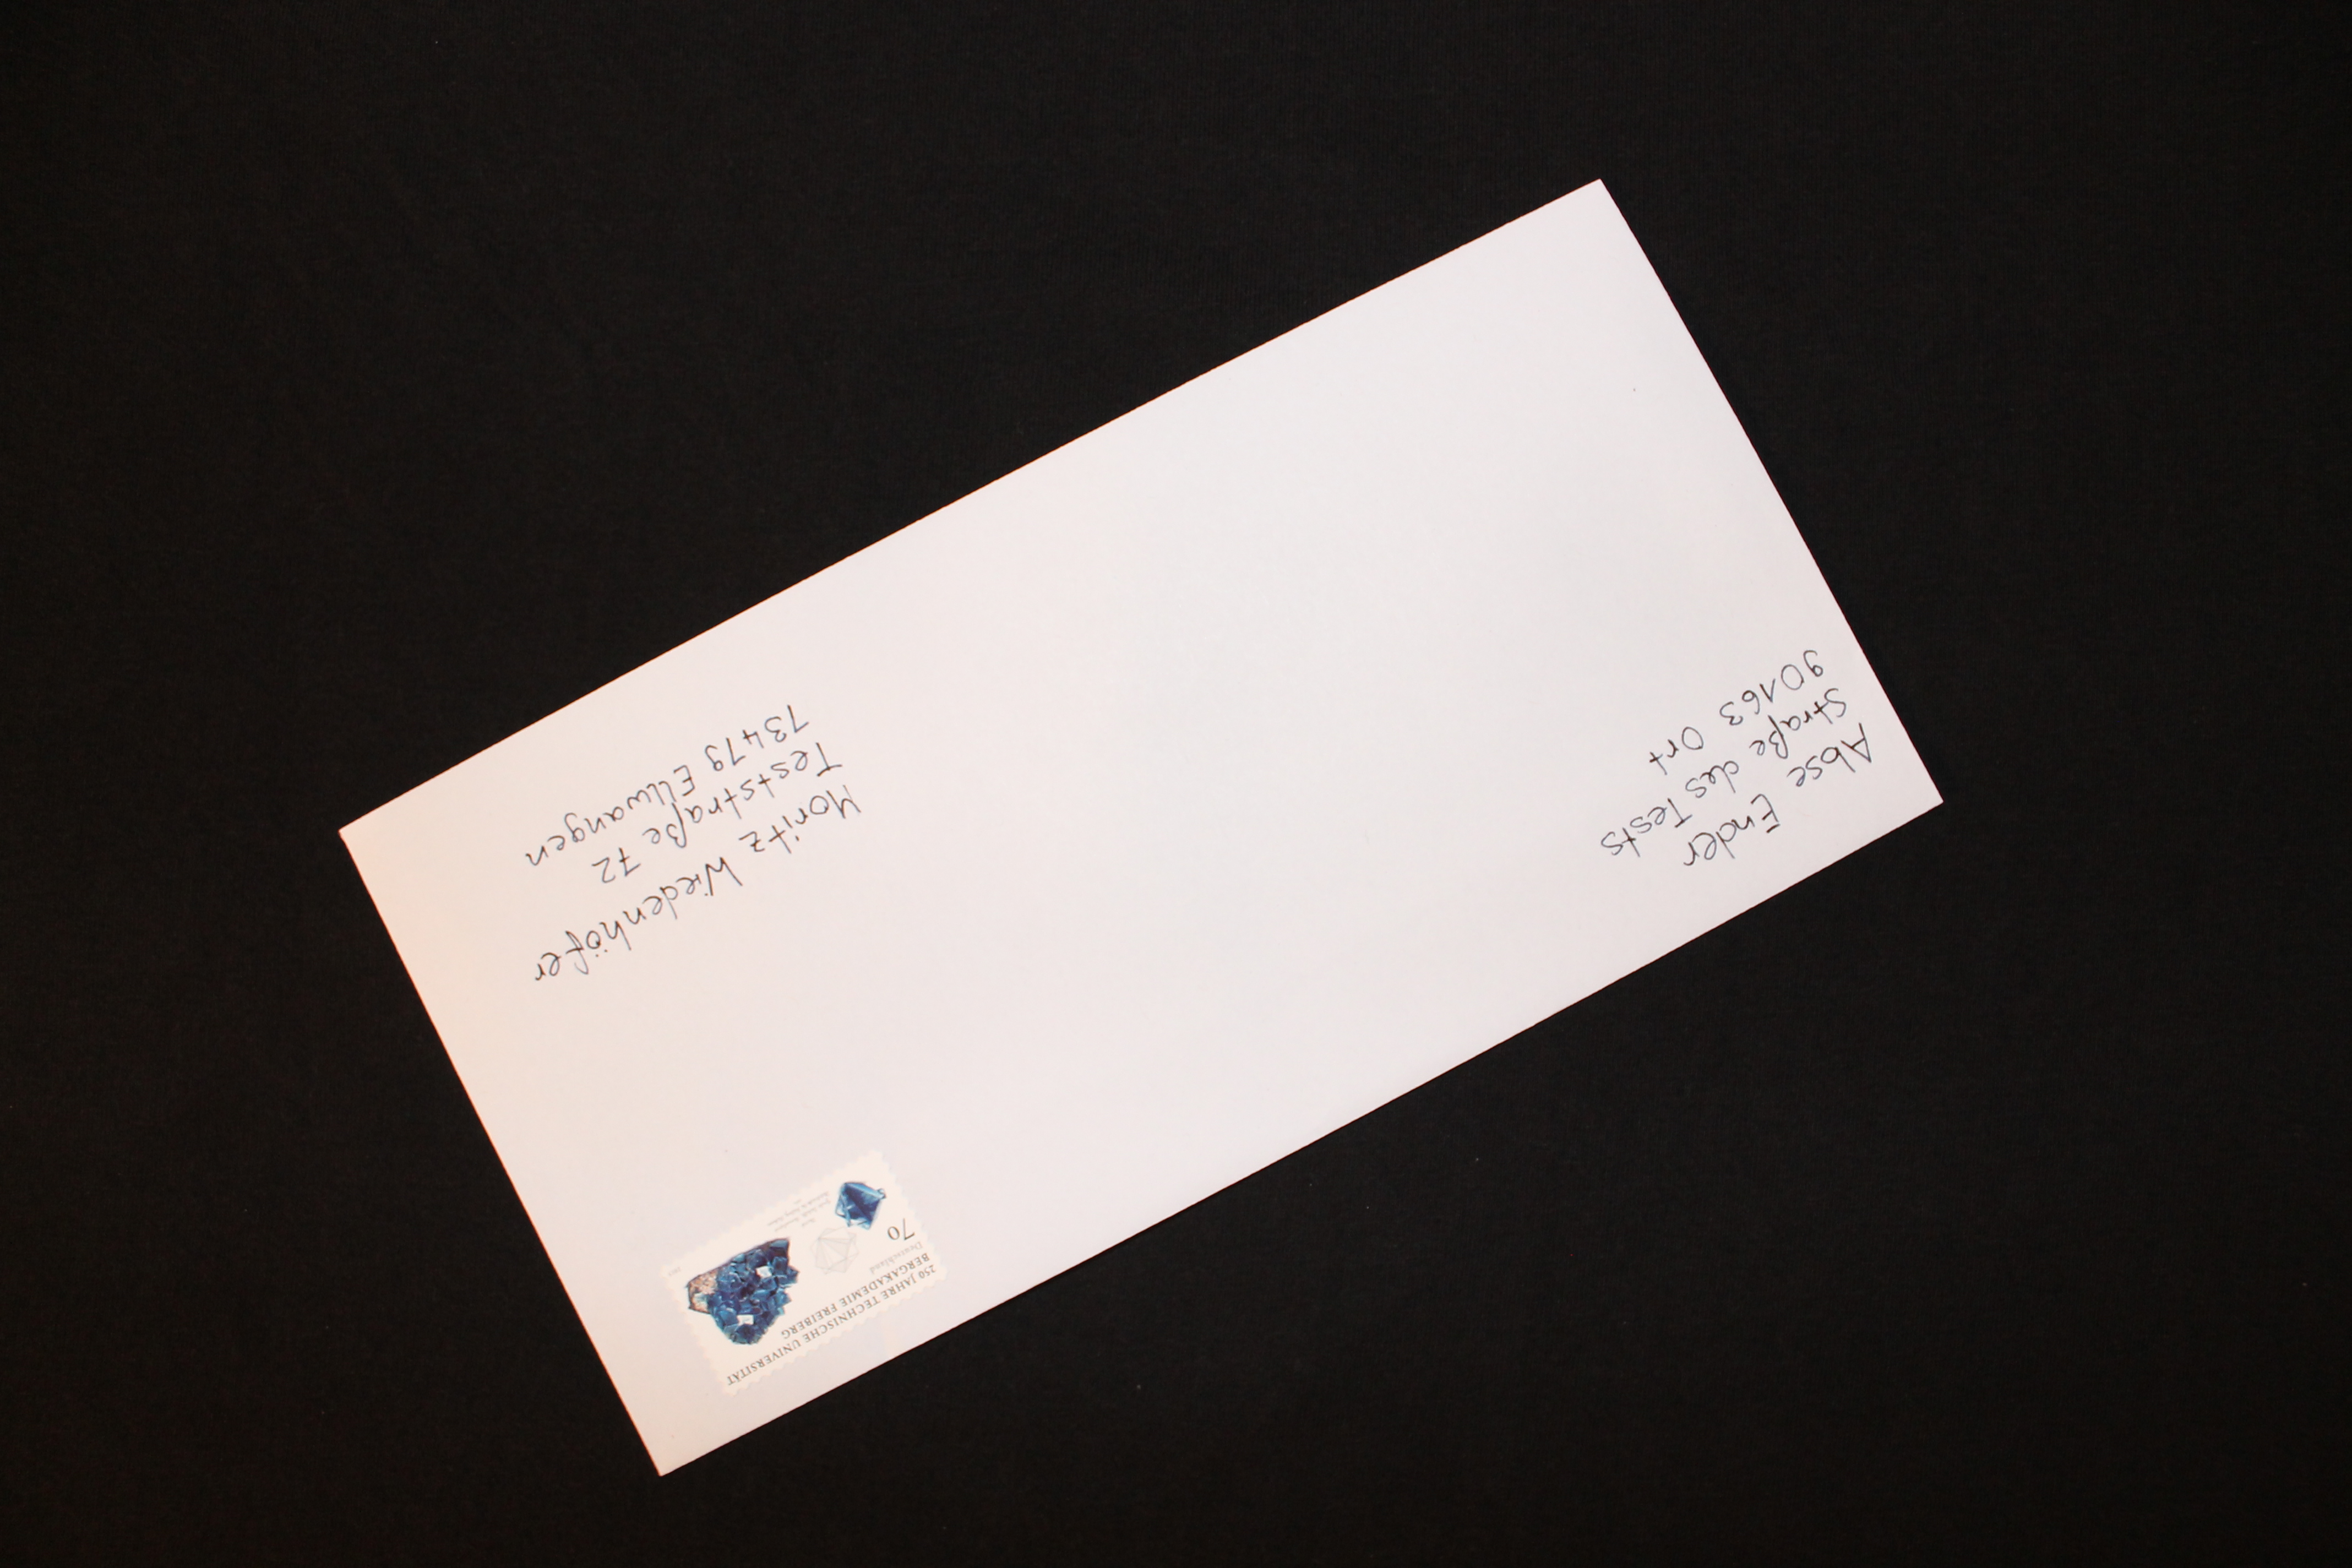 Abse Ender
Straße des Tests
90163 Ort
250 JAHRE TECHNISCHE UNIVERSITÄT
BERGAKADEMIE FREIBERG
Deutschland
70
Moritz Wiedenhöfer
Teststraße 72
73479 Ellwangen